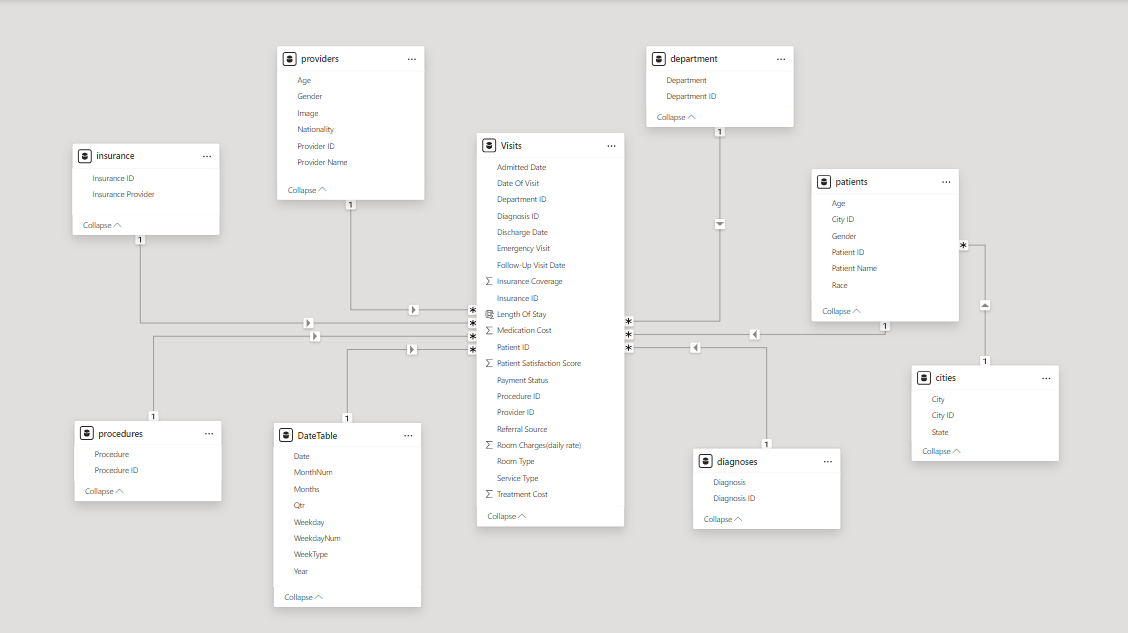 providers
...
Age
Gender
Image
Nationality
Provider ID
Provider Name
Collapse
1
department
...
Department
Department ID
Collapse
1
insurance
...
Insurance ID
Insurance Provider
Collapse
1
Visits
...
Admitted Date
Date Of Visit
Department ID
Diagnosis ID
Discharge Date
Emergency Visit
Follow-Up Visit Date
∑ Insurance Coverage
Insurance ID
Length Of Stay
∑ Medication Cost
Patient ID
∑ Patient Satisfaction Score
Payment Status
Procedure ID
Provider ID
Referral Source
∑ Room Charges(daily rate)
Room Type
Service Type
∑ Treatment Cost
Collapse
*
*
*
*
*
*
*
patients
...
Age
City ID
Gender
Patient ID
Patient Name
Race
Collapse
*
1
1
cities
...
City
City ID
State
Collapse
1
procedures
...
Procedure
Procedure ID
Collapse
1
DateTable
...
Date
MonthNum
Months
Qtr
Weekday
WeekdayNum
WeekType
Year
Collapse
1
diagnoses
...
Diagnosis
Diagnosis ID
Collapse